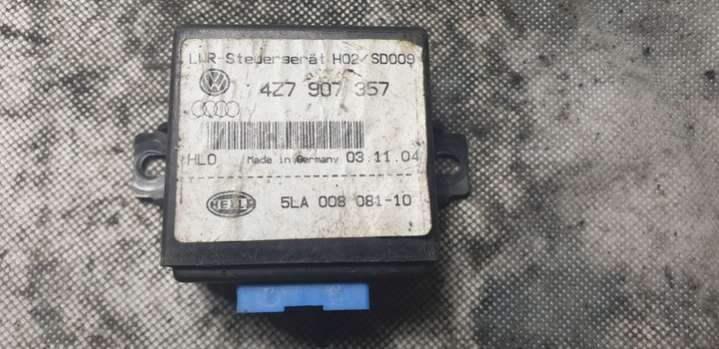 LWR-Steuergerät H02/SD009
4Z7 907 357
HLO Made in Germany 03.11.04
HELLA 5LA 008 081-10